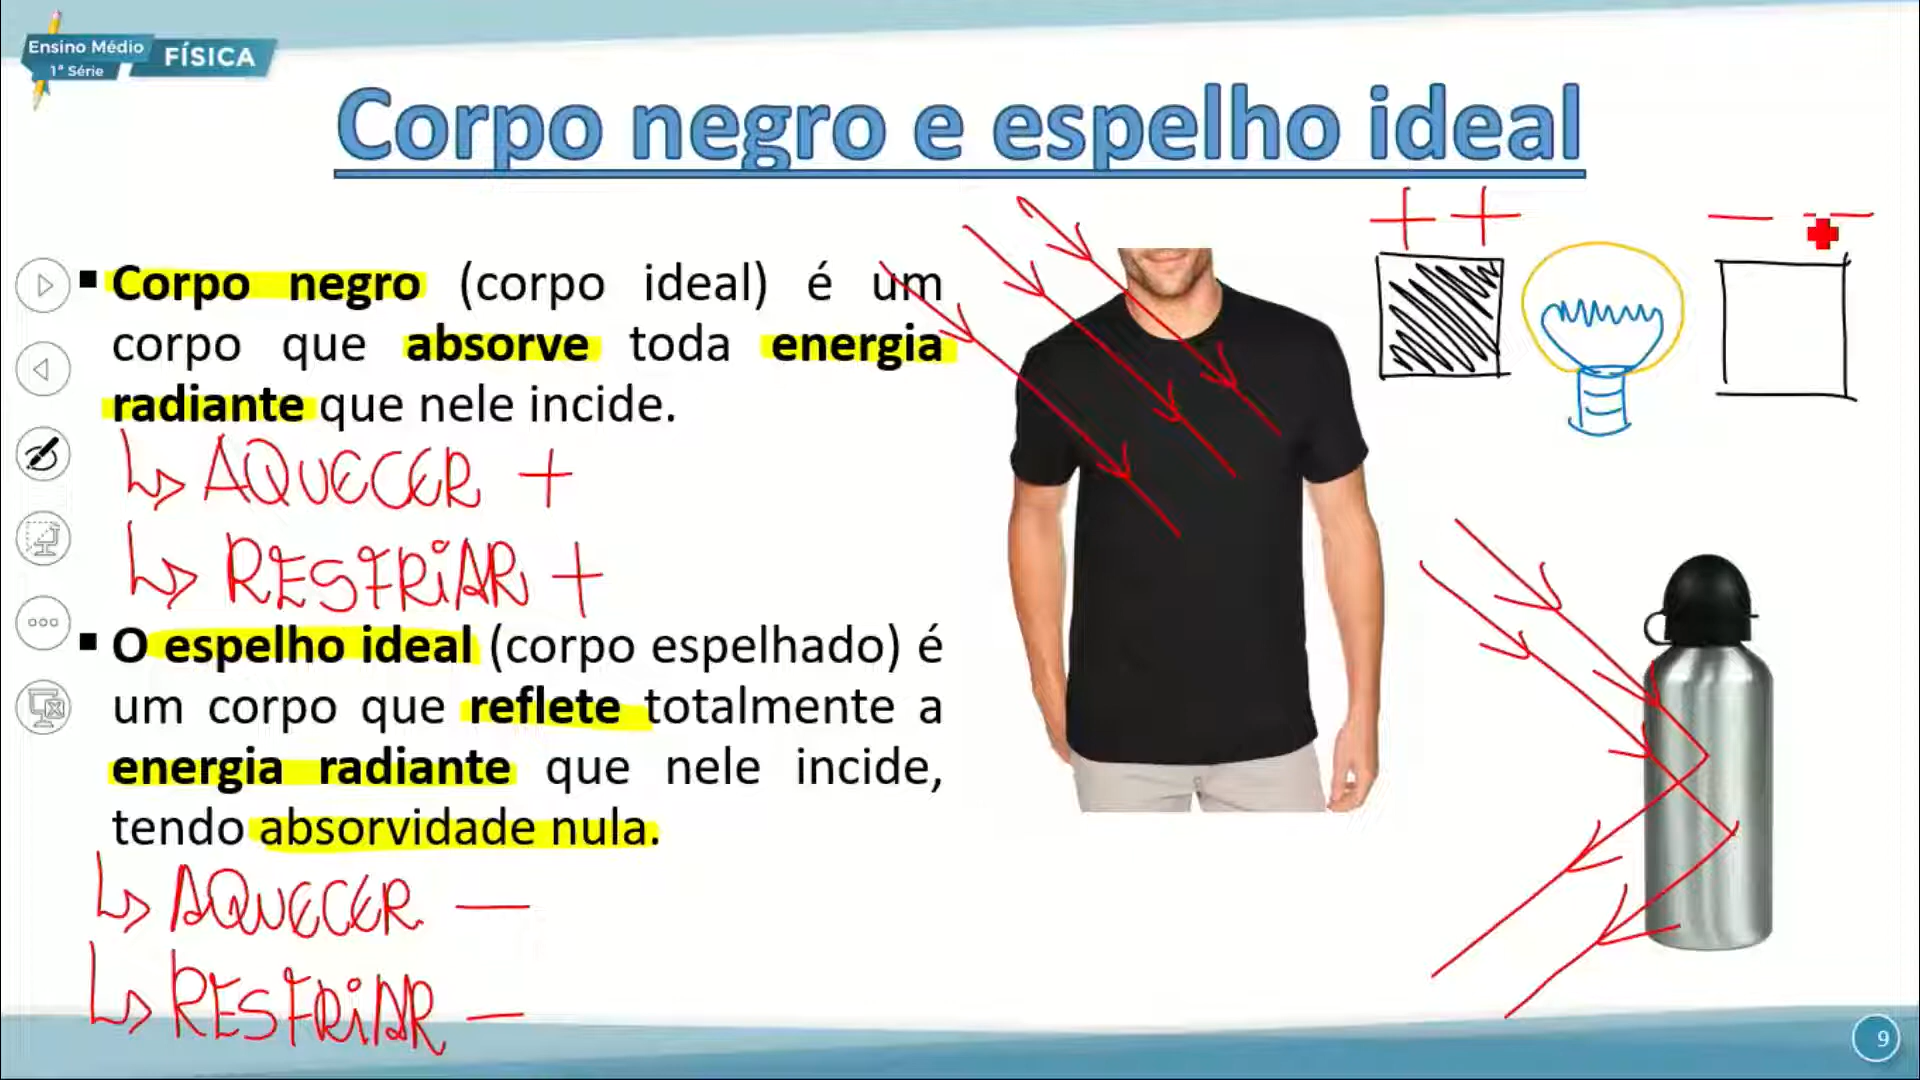 Ensino Médio
1ª Série
FÍSICA
Corpo negro e espelho ideal
▪ Corpo negro (corpo ideal) é um
corpo que absorve toda energia
radiante que nele incide.
↳ AQUECER +
↳ RESFRIAR +
▪ O espelho ideal (corpo espelhado) é
um corpo que reflete totalmente a
energia radiante que nele incide,
tendo absorvidade nula.
↳ AQUECER —
↳ RESFRIAR —
+ +
— —
9